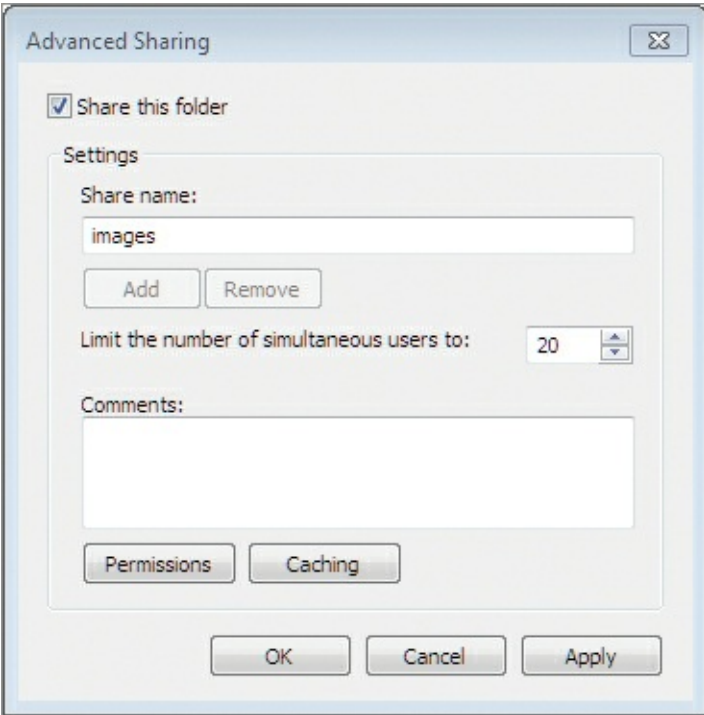 Advanced Sharing
Share this folder
Settings
Share name:
images
Add Remove
Limit the number of simultaneous users to: 20
Comments:
Permissions Caching
OK Cancel Apply